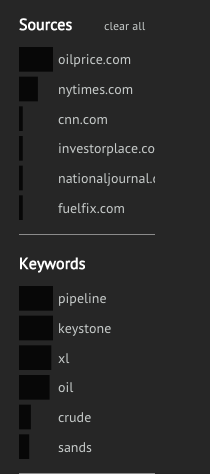 Sources clear all
oilprice.com
nytimes.com
cnn.com
investorplace.co
nationaljournal.c
fuelfix.com
Keywords
pipeline
keystone
xl
oil
crude
sands